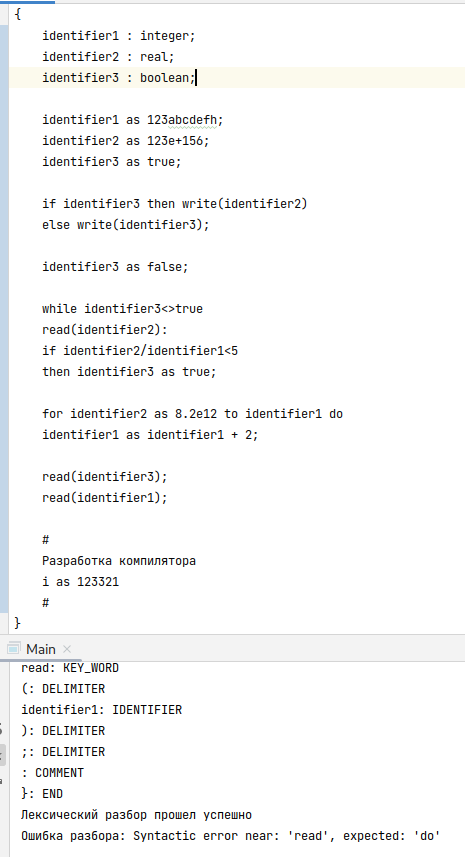 {
identifier1 : integer;
identifier2 : real;
identifier3 : boolean;
identifier1 as 123abcdefh;
identifier2 as 123e+156;
identifier3 as true;
if identifier3 then write(identifier2)
else write(identifier3);
identifier3 as false;
while identifier3<>true
read(identifier2):
if identifier2/identifier1<5
then identifier3 as true;
for identifier2 as 8.2e12 to identifier1 do
identifier1 as identifier1 + 2;
read(identifier3);
read(identifier1);
#
Разработка компилятора
i as 123321
#
}
Main ×
read: KEY_WORD
(: DELIMITER
identifier1: IDENTIFIER
): DELIMITER
;: DELIMITER
: COMMENT
}: END
Лексический разбор прошел успешно
Ошибка разбора: Syntactic error near: 'read', expected: 'do'